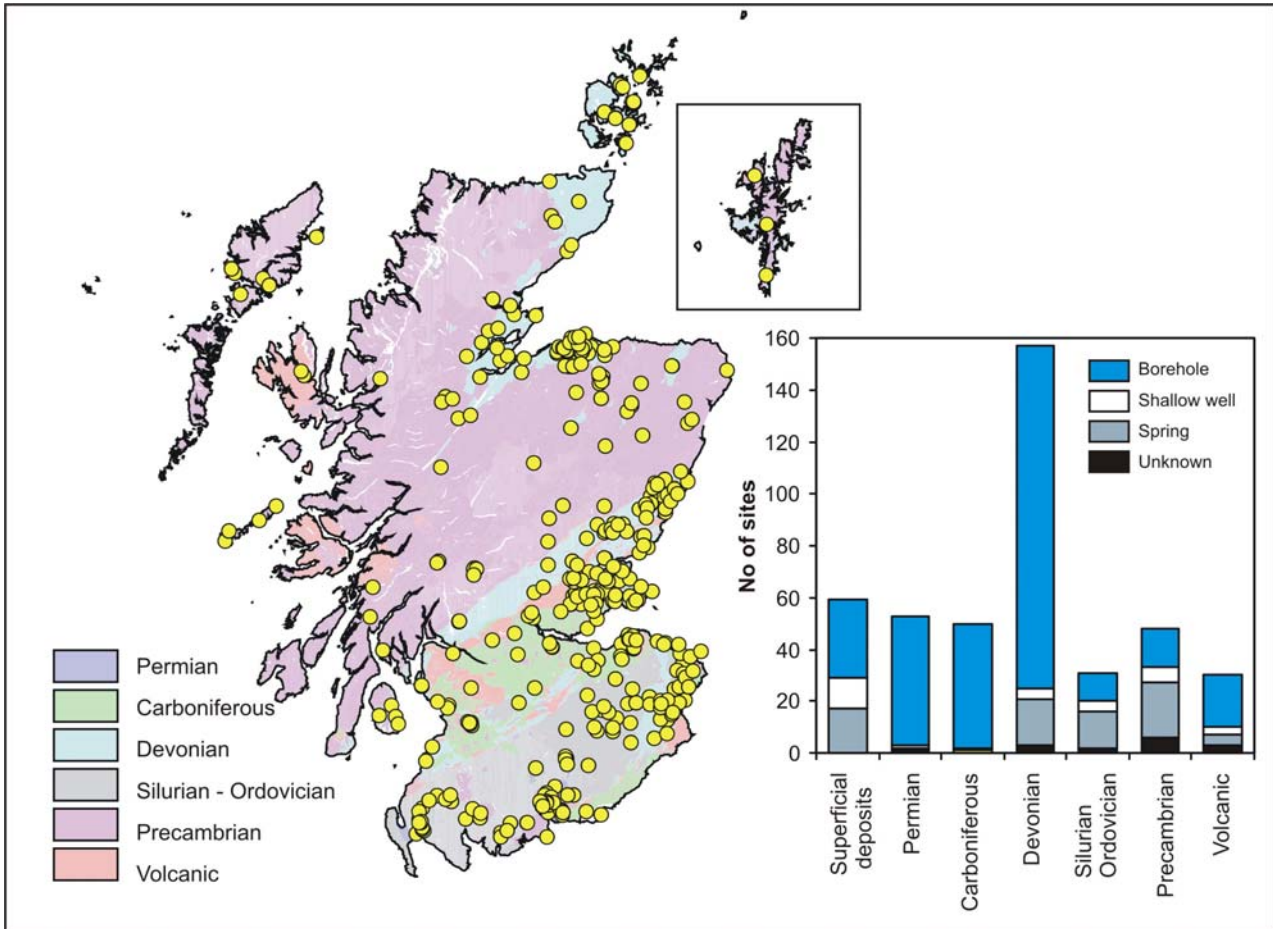 Permian
Carboniferous
Devonian
Silurian - Ordovician
Precambrian
Volcanic
160
140
120
100
80
60
40
20
0
No of sites
Borehole
Shallow well
Spring
Unknown
Superficial
deposits
Permian
Carboniferous
Devonian
Silurian
Ordovician
Precambrian
Volcanic